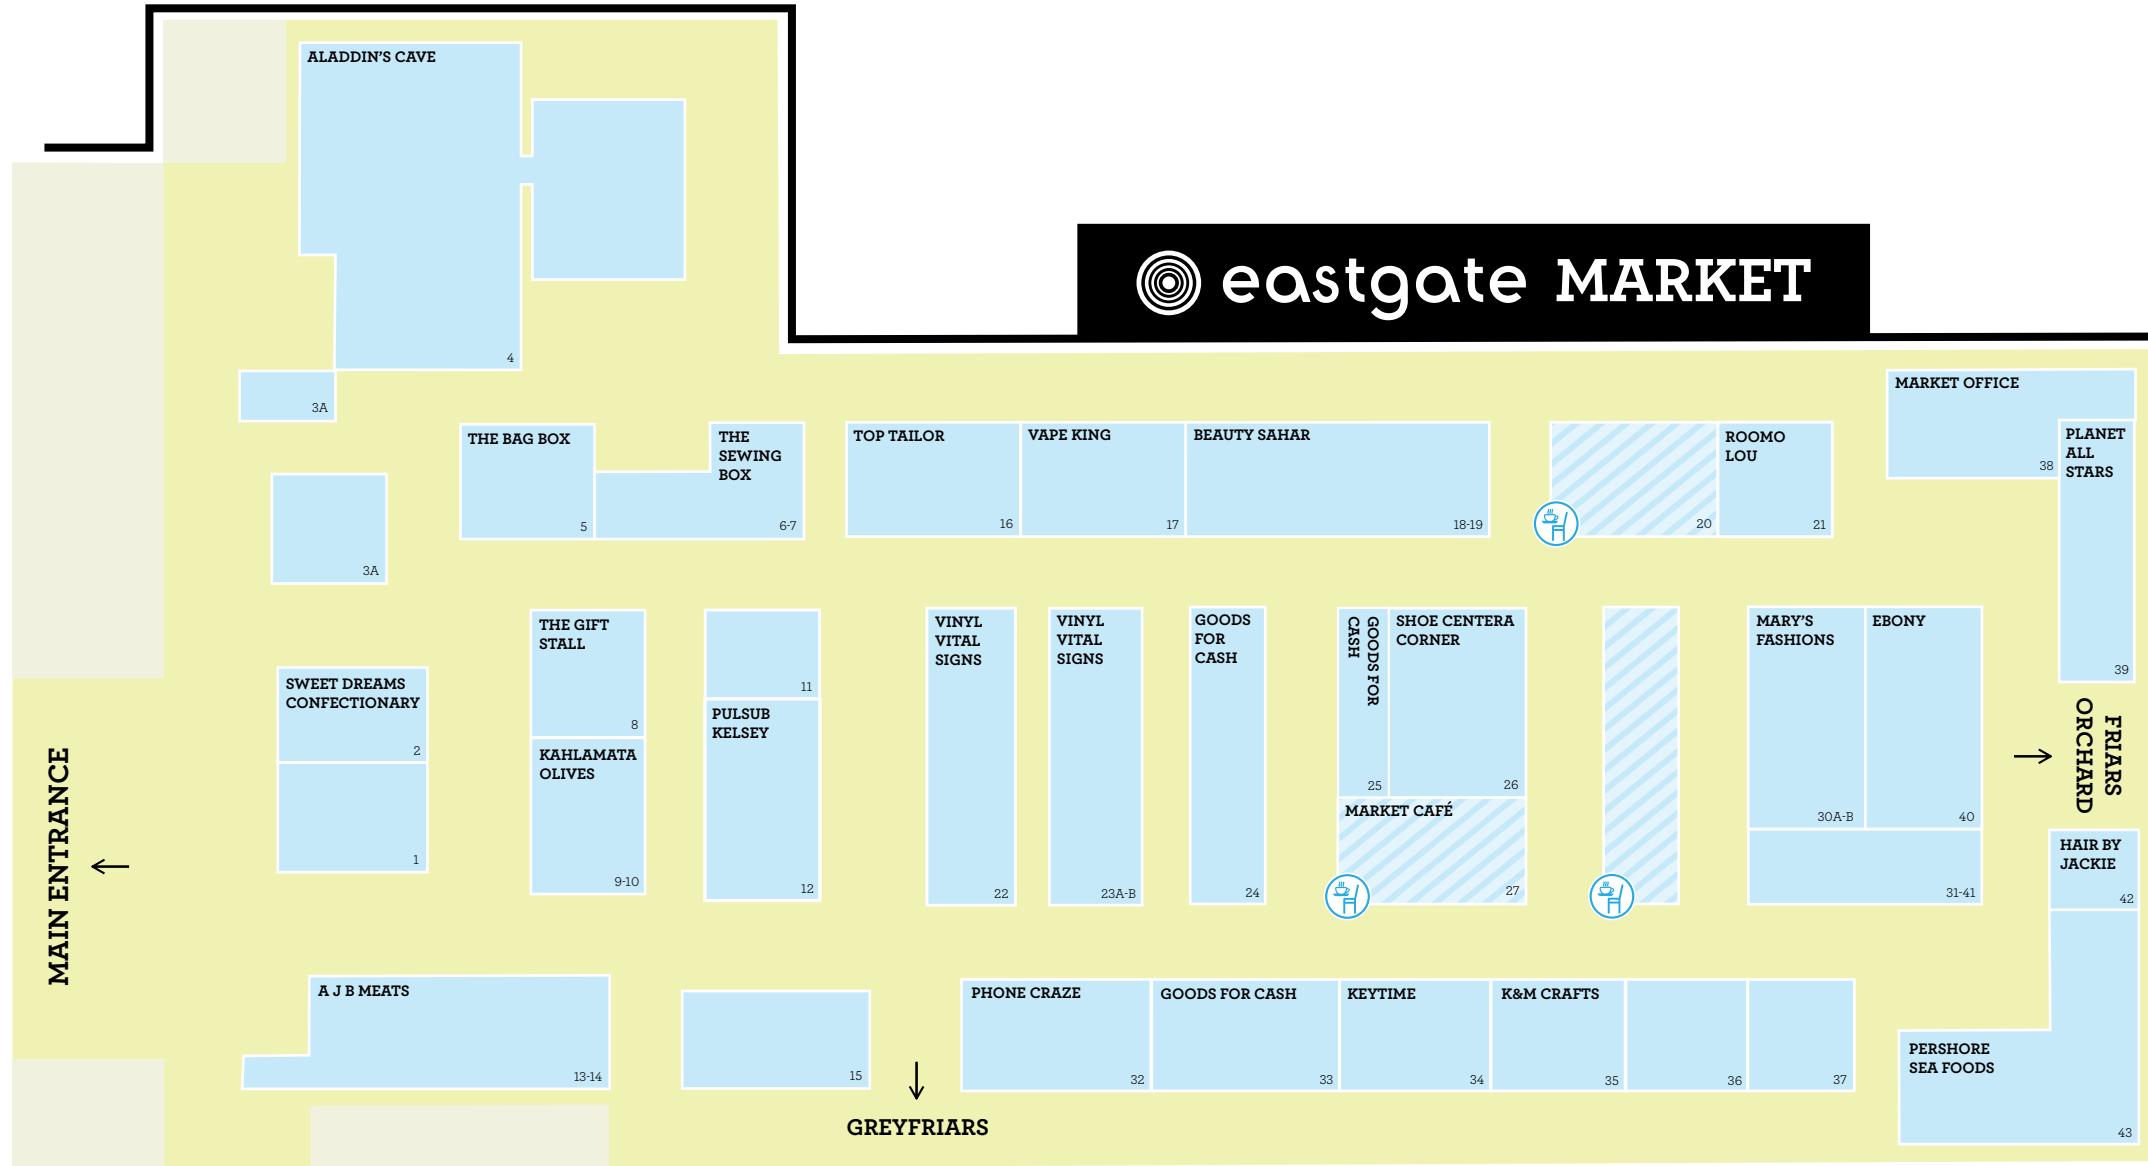 ALADDIN'S CAVE
4
eastgate MARKET
3A
THE BAG BOX
5
THE
SEWING
BOX
6-7
TOP TAILOR
16
VAPE KING
17
BEAUTY SAHAR
18-19
20
ROOMO
LOU
21
MARKET OFFICE
38
PLANET
ALL
STARS
39
3A
SWEET DREAMS
CONFECTIONARY
2
1
THE GIFT
STALL
8
KAHLAMATA
OLIVES
9-10
11
PULSUB
KELSEY
12
VINYL
VITAL
SIGNS
22
VINYL
VITAL
SIGNS
23A-B
GOODS
FOR
CASH
24
GOODS FOR
CASH
25
SHOE CENTERA
CORNER
26
MARKET CAFÉ
27
MARY'S
FASHIONS
30A-B
EBONY
40
31-41
FRIARS
ORCHARD
HAIR BY
JACKIE
42
MAIN ENTRANCE
A J B MEATS
13-14
15
GREYFRIARS
PHONE CRAZE
32
GOODS FOR CASH
33
KEYTIME
34
K&M CRAFTS
35
36
37
PERSHORE
SEA FOODS
43